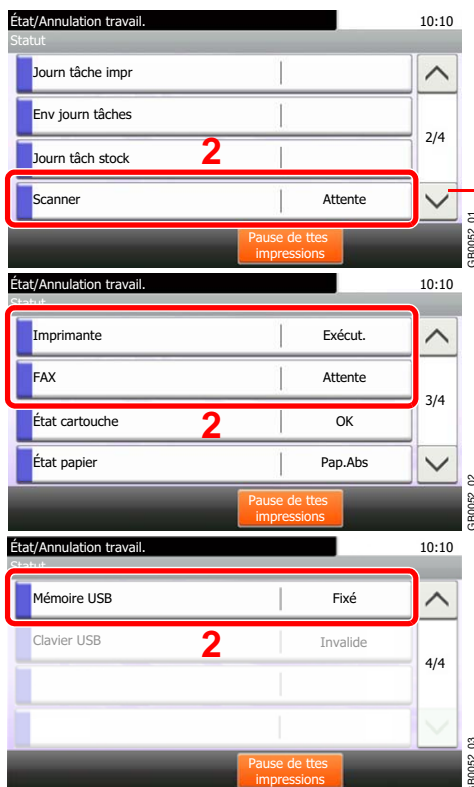 État/Annulation travail. 10:10
Statut
Journ tâche impr
Env journ tâches
2/4
Journ tâch stock
2
Scanner Attente
Pause de ttes
impressions
GB0052_01
État/Annulation travail. 10:10
Statut
Imprimante Exécut.
FAX Attente
3/4
État cartouche OK
2
État papier Pap.Abs
Pause de ttes
impressions
GB0052_02
État/Annulation travail. 10:10
Statut
Mémoire USB Fixé
Clavier USB Invalide
2
4/4
Pause de ttes
impressions
GB0052_03